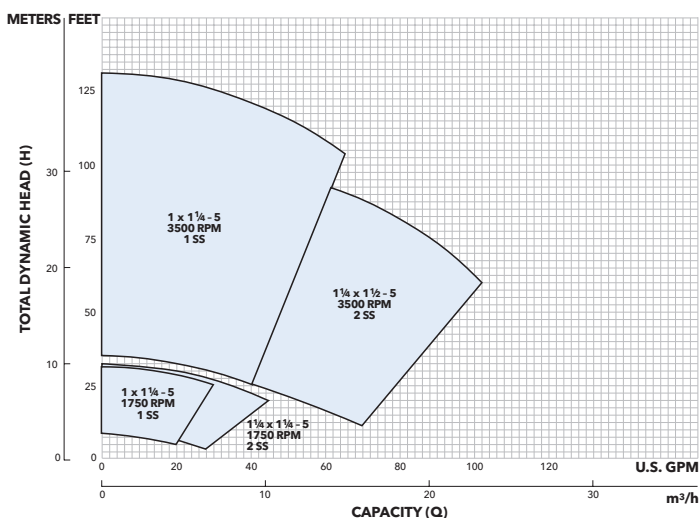 METERS FEET
TOTAL DYNAMIC HEAD (H)
125
100
30
75
20
50
10
25
0
0
1 x 1¼ - 5
3500 RPM
1 SS
1¼ x 1½ - 5
3500 RPM
2 SS
1 x 1¼ - 5
1750 RPM
1 SS
1¼ x 1¼ - 5
1750 RPM
2 SS
0 20 40 60 80 100 120 U.S. GPM
0 10 20 30 m³/h
CAPACITY (Q)